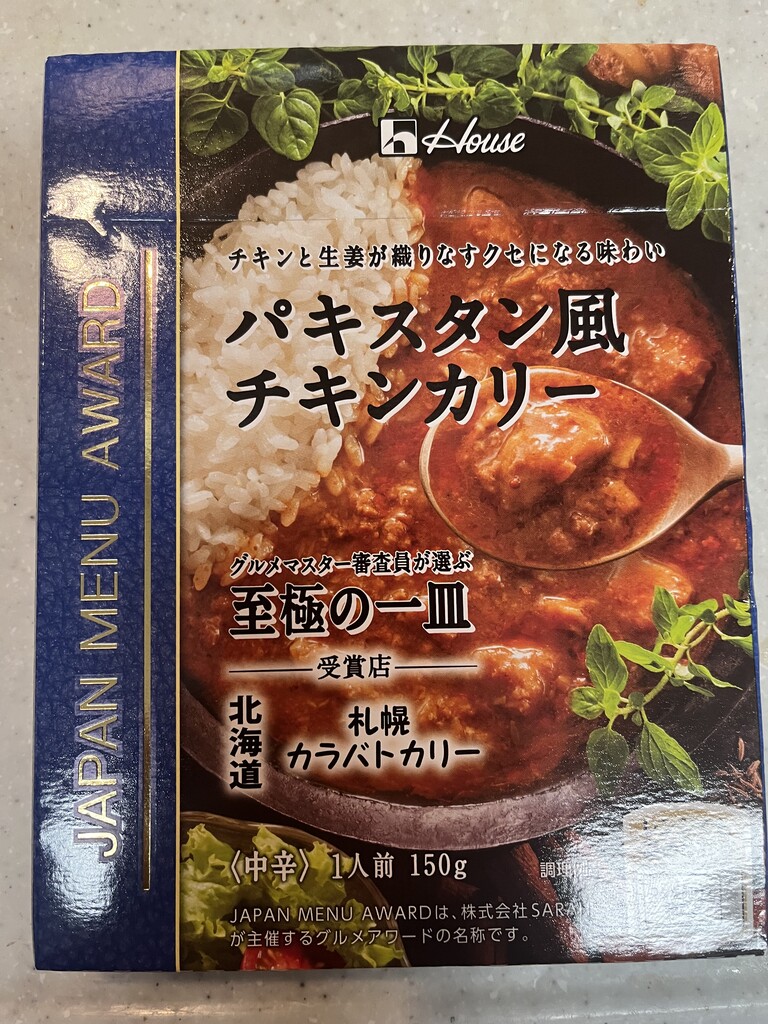 House
チキンと生姜が織りなすクセになる味わい
パキスタン風
チキンカリー
JAPAN MENU AWARD
グルメマスター審査員が選ぶ
至極の一皿
受賞店
北海道
札幌
カラバトカリー
〈中辛〉 1人前 150g
調理
JAPAN MENU AWARDは、株式会社SARA
が主催するグルメアワードの名称です。